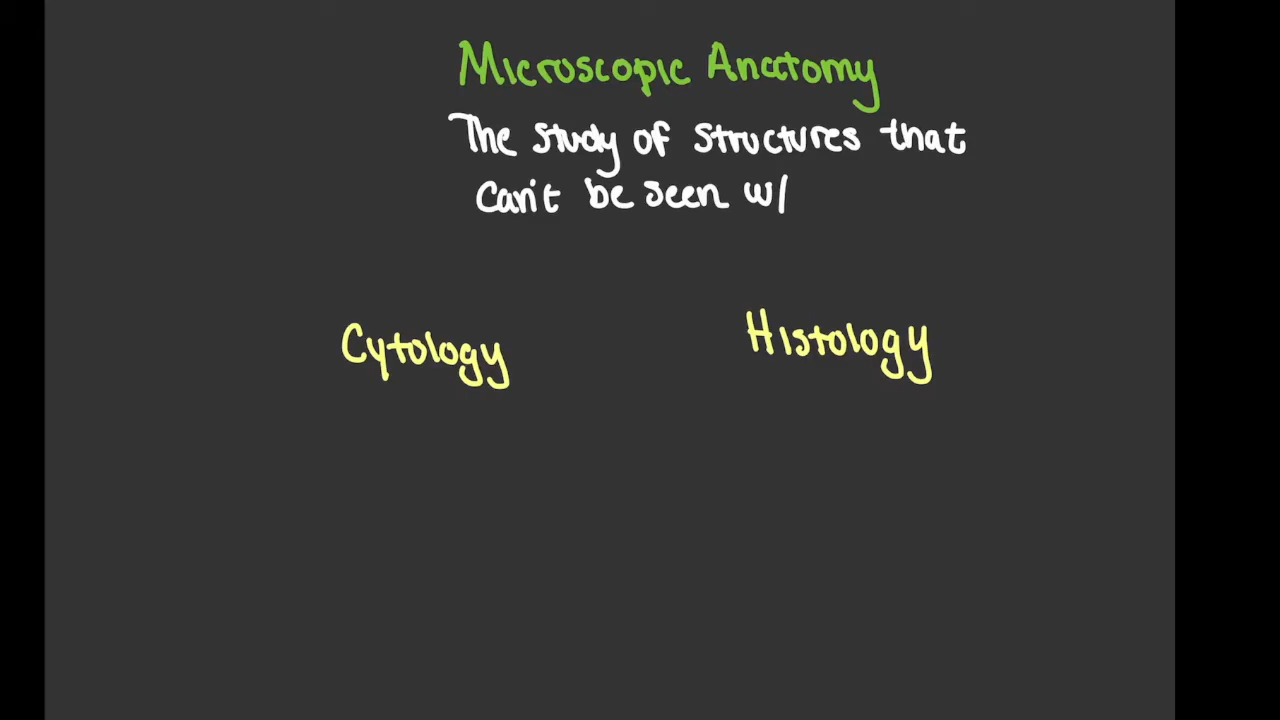 Microscopic Anatomy
The study of structures that
can't be seen w/
Cytology
Histology